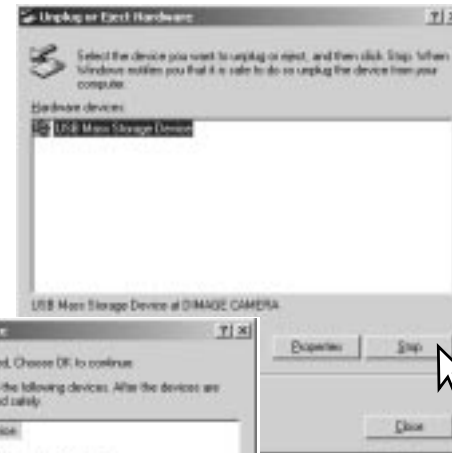 Unplug or Eject Hardware
Select the device you want to unplug or eject, and then click Stop. When
Windows notifies you that it is safe to do so unplug the device from your
computer.
Hardware devices:
USB Mass Storage Device
USB Mass Storage Device at DIMAGE CAMERA
Properties
Stop
Close
ed, Choose OK to continue
the following devices. After the devices are
d safely.